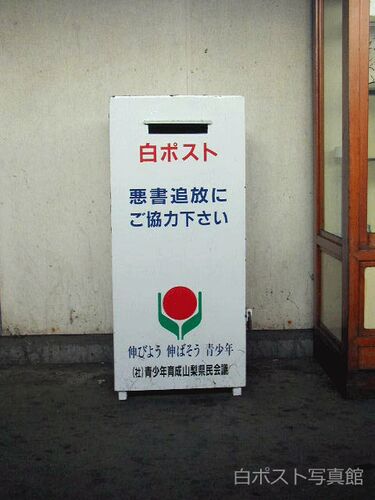 白ポスト
悪書追放に
ご協力下さい
伸びよう 伸ばそう 青少年
(社)青少年育成山梨県民会議
白ポスト写真館